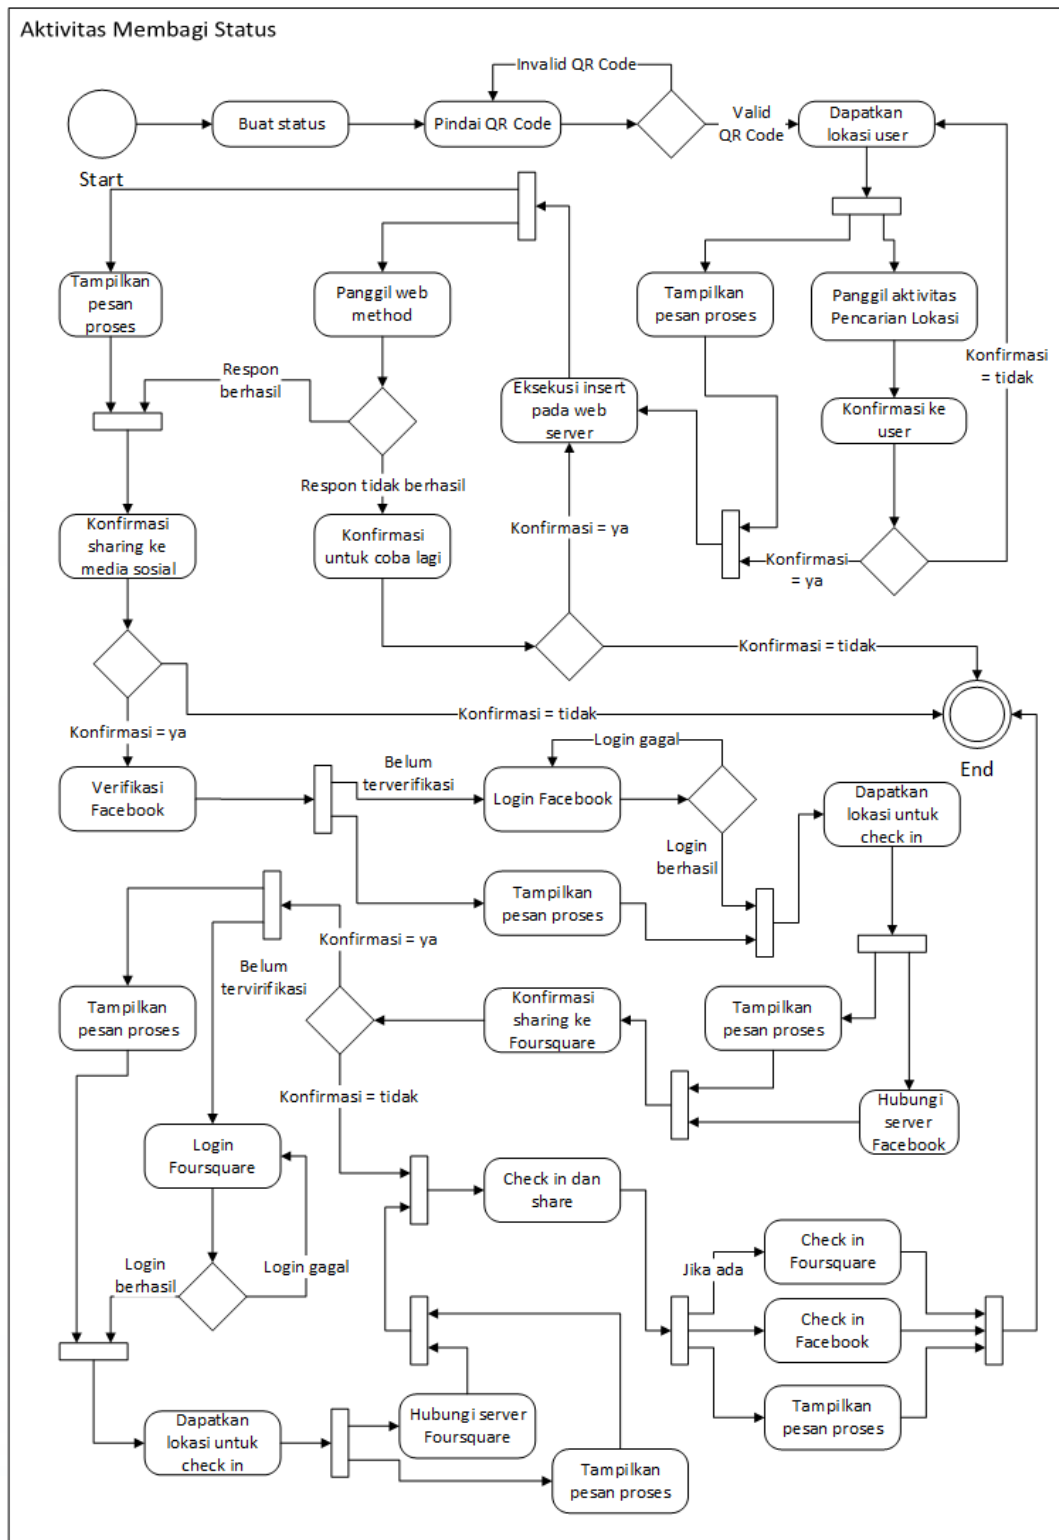 Aktivitas Membagi Status
Invalid QR Code
Buat status
Pindai QR Code
Valid
QR Code
Dapatkan
lokasi user
Start
Tampilkan
pesan
proses
Panggil web
method
Tampilkan
pesan proses
Panggil aktivitas
Pencarian Lokasi
Konfirmasi
= tidak
Respon
berhasil
Eksekusi insert
pada web
server
Konfirmasi ke
user
Respon tidak berhasil
Konfirmasi
sharing ke
media sosial
Konfirmasi
untuk coba lagi
Konfirmasi = ya
Konfirmasi
= ya
Konfirmasi = tidak
Konfirmasi = tidak
Konfirmasi = ya
End
Verifikasi
Facebook
Belum
terverifikasi
Login gagal
Login Facebook
Dapatkan
lokasi untuk
check in
Login
berhasil
Tampilkan
pesan proses
Konfirmasi = ya
Belum
tervirifikasi
Tampilkan
pesan proses
Konfirmasi
sharing ke
Foursquare
Tampilkan
pesan proses
Konfirmasi = tidak
Hubungi
server
Facebook
Login
Foursquare
Check in dan
share
Login
berhasil
Login gagal
Jika ada
Check in
Foursquare
Check in
Facebook
Tampilkan
pesan proses
Dapatkan
lokasi untuk
check in
Hubungi server
Foursquare
Tampilkan
pesan proses